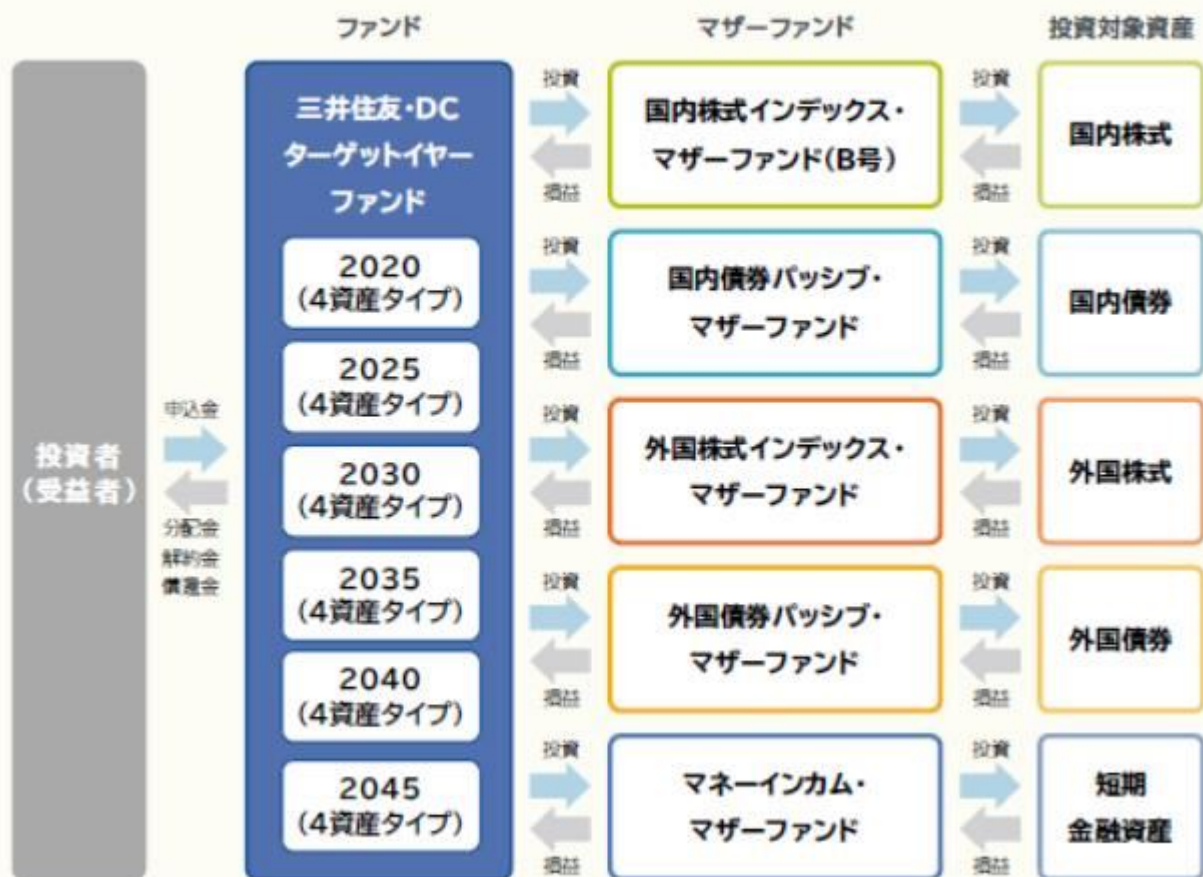 ファンド
マザーファンド
投資対象資産
投資者
(受益者)
申込金
分配金
解約金
償還金
三井住友・DC
ターゲットイヤー
ファンド
2020
(4資産タイプ)
2025
(4資産タイプ)
2030
(4資産タイプ)
2035
(4資産タイプ)
2040
(4資産タイプ)
2045
(4資産タイプ)
投資
損益
国内株式インデックス・
マザーファンド(B号)
投資
損益
国内株式
投資
損益
国内債券パッシブ・
マザーファンド
投資
損益
国内債券
投資
損益
外国株式インデックス・
マザーファンド
投資
損益
外国株式
投資
損益
外国債券パッシブ・
マザーファンド
投資
損益
外国債券
投資
損益
マネーインカム・
マザーファンド
投資
損益
短期
金融資産